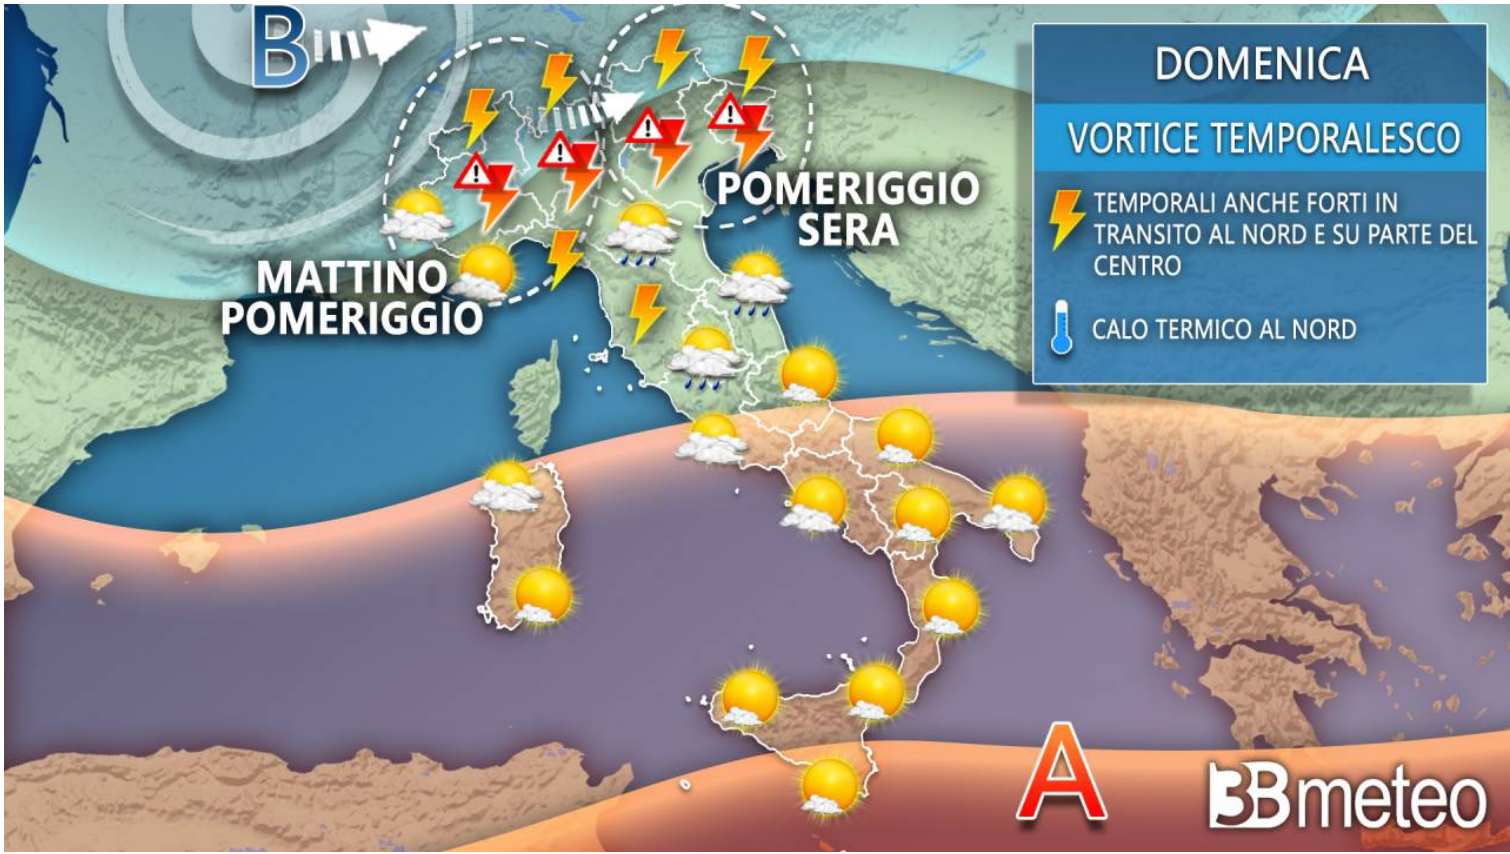 B
DOMENICA
VORTICE TEMPORALESCO
TEMPORALI ANCHE FORTI IN
TRANSITO AL NORD E SU PARTE DEL
CENTRO
CALO TERMICO AL NORD
!
!
!
!
POMERIGGIO
SERA
MATTINO
POMERIGGIO
A
3Bmeteo